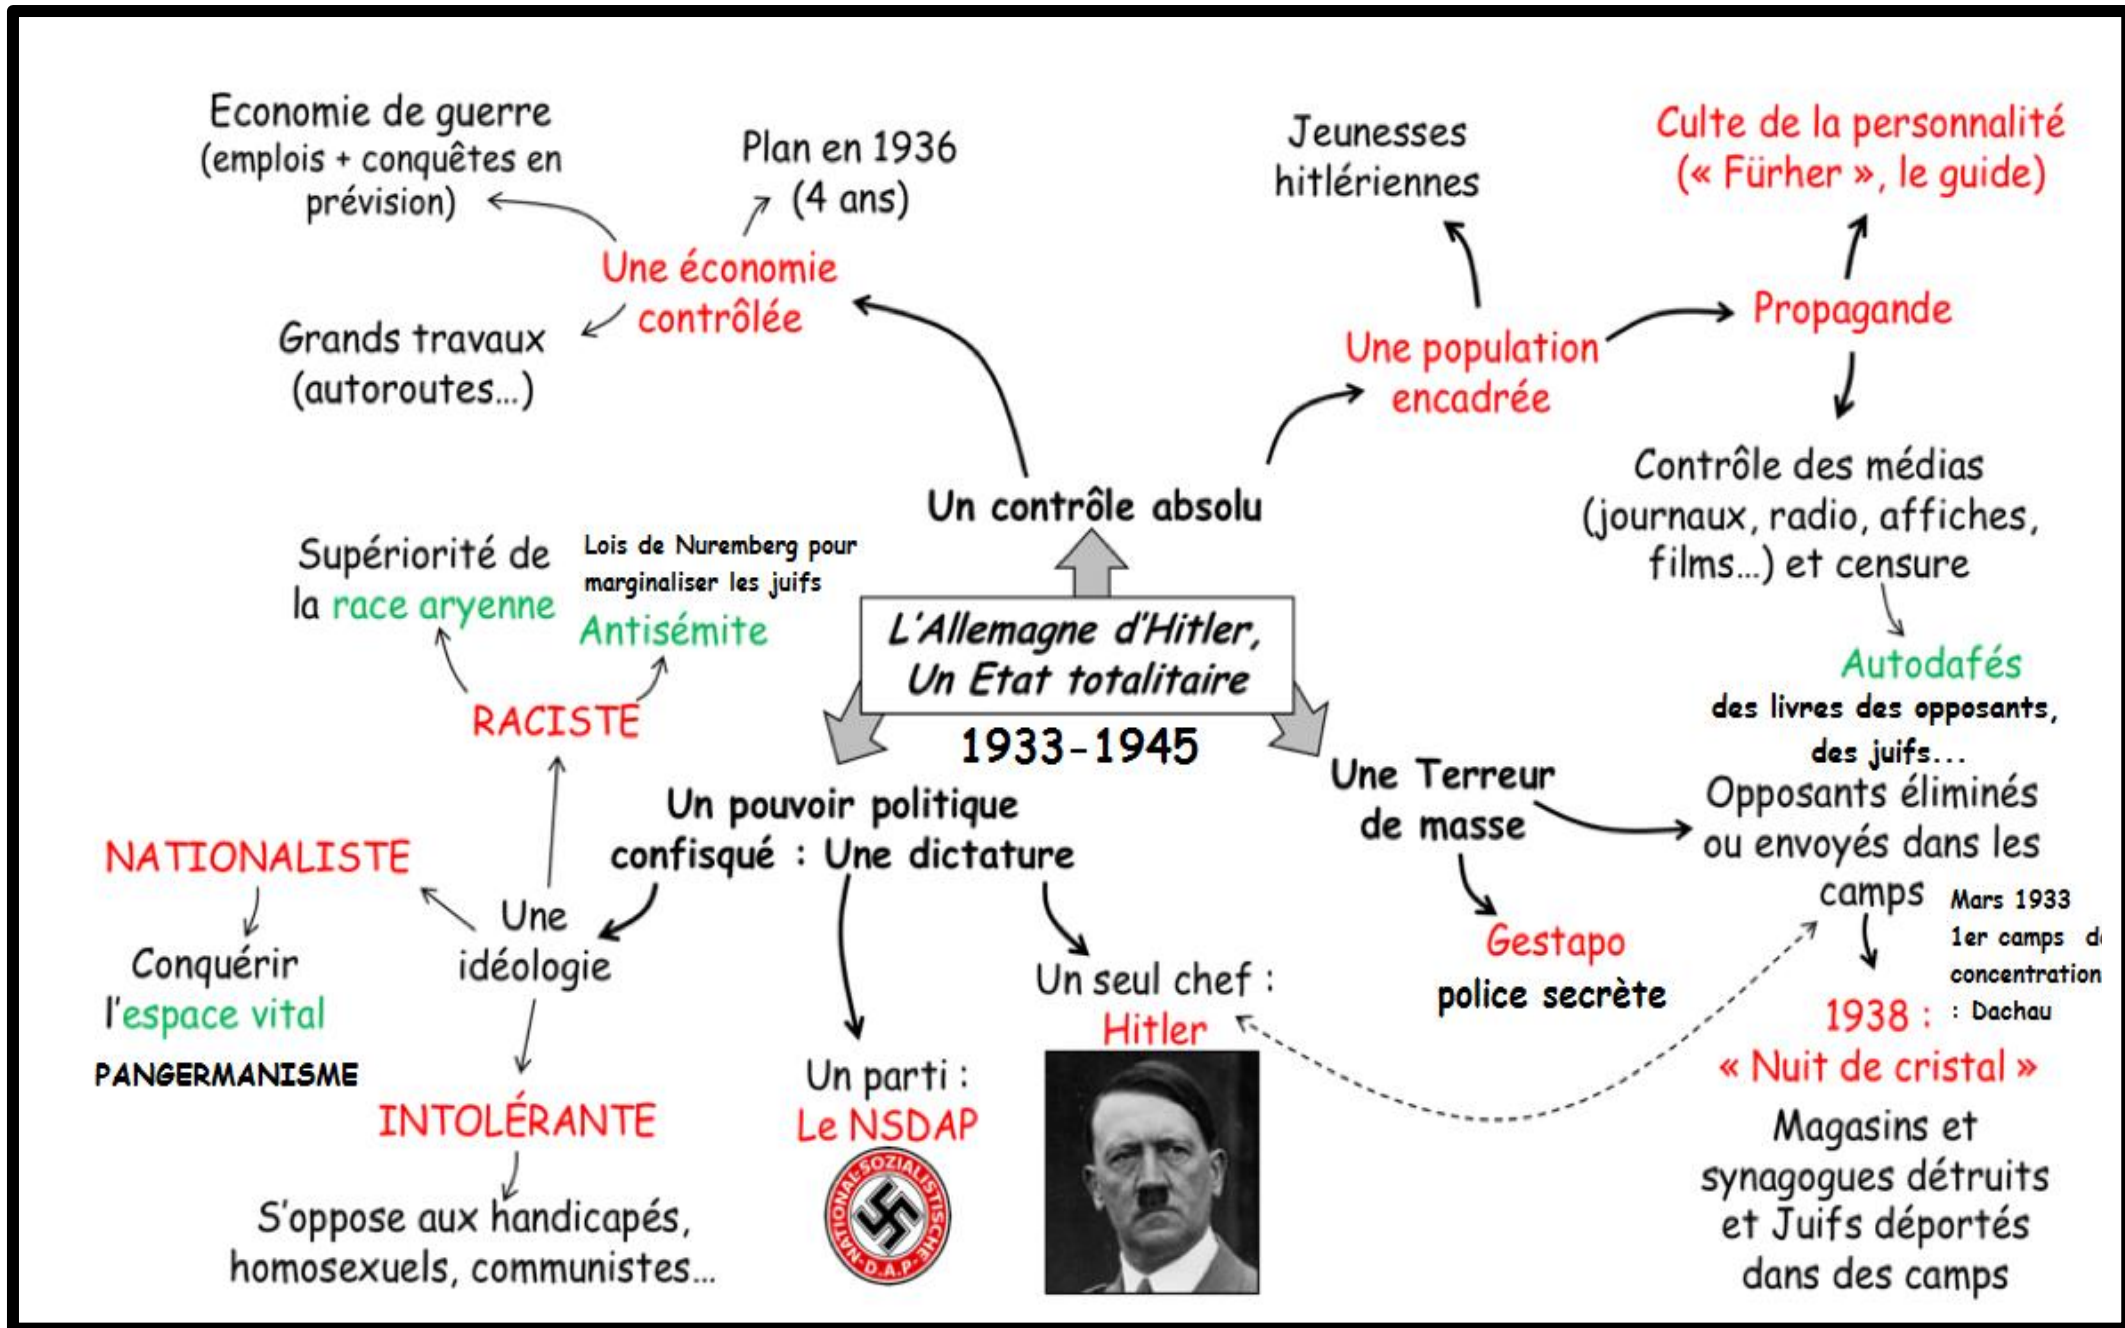 Economie de guerre
(emplois + conquêtes en
prévision)
Plan en 1936
(4 ans)
Une économie
contrôlée
Grands travaux
(autoroutes...)
Jeunesses
hitlériennes
Culte de la personnalité
(« Fürher », le guide)
Propagande
Une population
encadrée
Contrôle des médias
(journaux, radio, affiches,
films...) et censure
Autodafés
des livres des opposants,
des juifs...
Un contrôle absolu
L'Allemagne d'Hitler,
Un Etat totalitaire
1933-1945
Supériorité de
la race aryenne
Lois de Nuremberg pour
marginaliser les juifs
Antisémite
RACISTE
NATIONALISTE
Conquérir
l'espace vital
PANGERMANISME
Une
idéologie
INTOLÉRANTE
S'oppose aux handicapés,
homosexuels, communistes...
Un pouvoir politique
confisqué : Une dictature
Un parti :
Le NSDAP
NATIONAL-SOZIALISTISCHE
D.A.P.
Un seul chef :
Hitler
Une Terreur
de masse
Gestapo
police secrète
Opposants éliminés
ou envoyés dans les
camps
Mars 1933
1er camps
concentration
: Dachau
1938 :
« Nuit de cristal »
Magasins et
synagogues détruits
et Juifs déportés
dans des camps